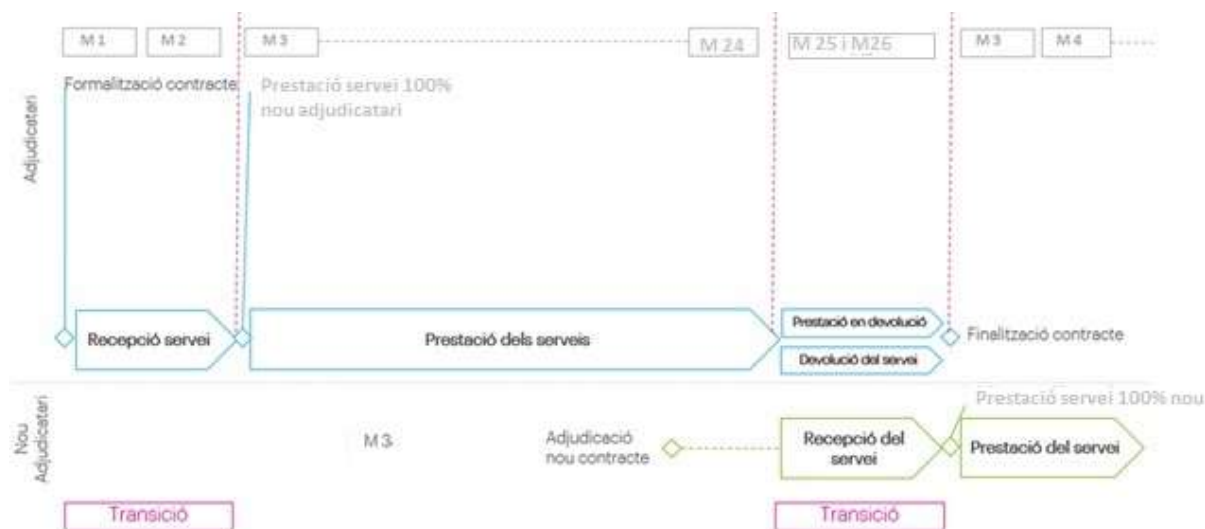 M 1
M 2
M 3
M 24
M 25 i M26
M 3
M 4
Adjudicatari
Formalització contracte
Prestació servei 100%
nou adjudicatari
Recepció servei
Prestació dels serveis
Prestació en devolució
Devolució del servei
Finalització contracte
Nou
Adjudicatari
M 3
Adjudicació
nou contracte
Recepció del
servei
Prestació servei 100% nou
Prestació del servei
Transició
Transició